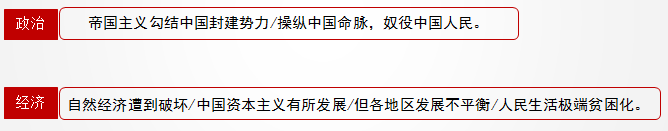 政治
帝国主义勾结中国封建势力/操纵中国命脉，奴役中国人民。
经济
自然经济遭到破坏/中国资本主义有所发展/但各地区发展不平衡/人民生活极端贫困化。